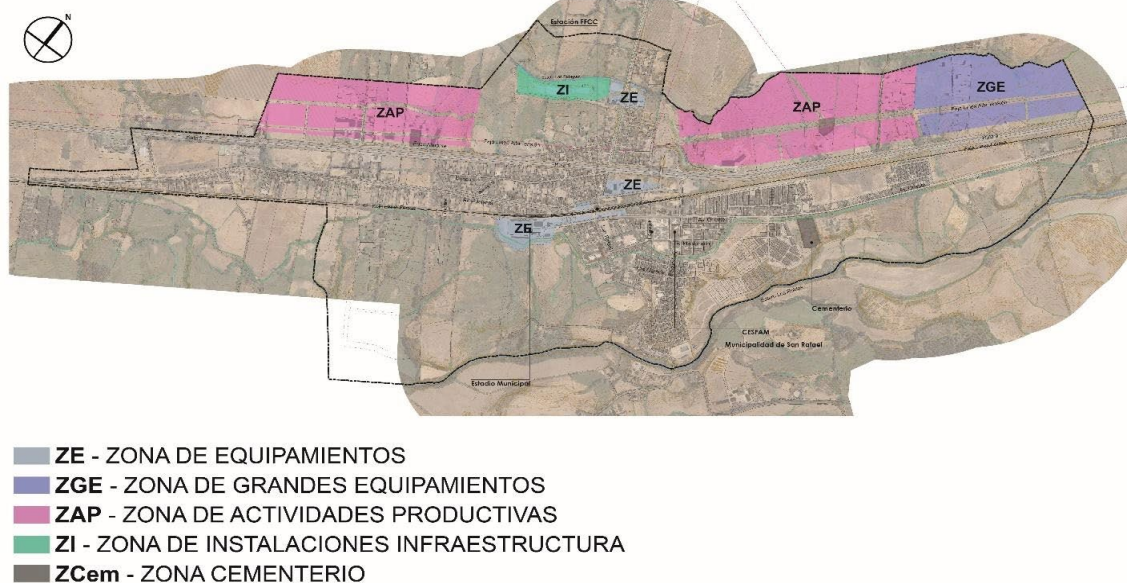 N
Estación FFCC
ZI
ZE
ZAP
ZAP
ZGE
ZE
ZE
Cementerio
CESFAM
Municipalidad de San Rafael
Estadio Municipal
ZE - ZONA DE EQUIPAMIENTOS
ZGE - ZONA DE GRANDES EQUIPAMIENTOS
ZAP - ZONA DE ACTIVIDADES PRODUCTIVAS
ZI - ZONA DE INSTALACIONES INFRAESTRUCTURA
ZCem - ZONA CEMENTERIO